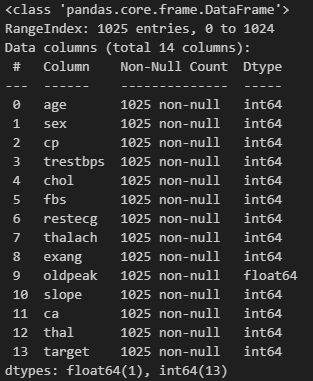 <class 'pandas.core.frame.DataFrame'>
RangeIndex: 1025 entries, 0 to 1024
Data columns (total 14 columns):
 #   Column    Non-Null Count  Dtype
---  ------    --------------  -----
 0   age       1025 non-null   int64
 1   sex       1025 non-null   int64
 2   cp        1025 non-null   int64
 3   trestbps  1025 non-null   int64
 4   chol      1025 non-null   int64
 5   fbs       1025 non-null   int64
 6   restecg   1025 non-null   int64
 7   thalach   1025 non-null   int64
 8   exang     1025 non-null   int64
 9   oldpeak   1025 non-null   float64
 10  slope     1025 non-null   int64
 11  ca        1025 non-null   int64
 12  thal      1025 non-null   int64
 13  target    1025 non-null   int64
dtypes: float64(1), int64(13)